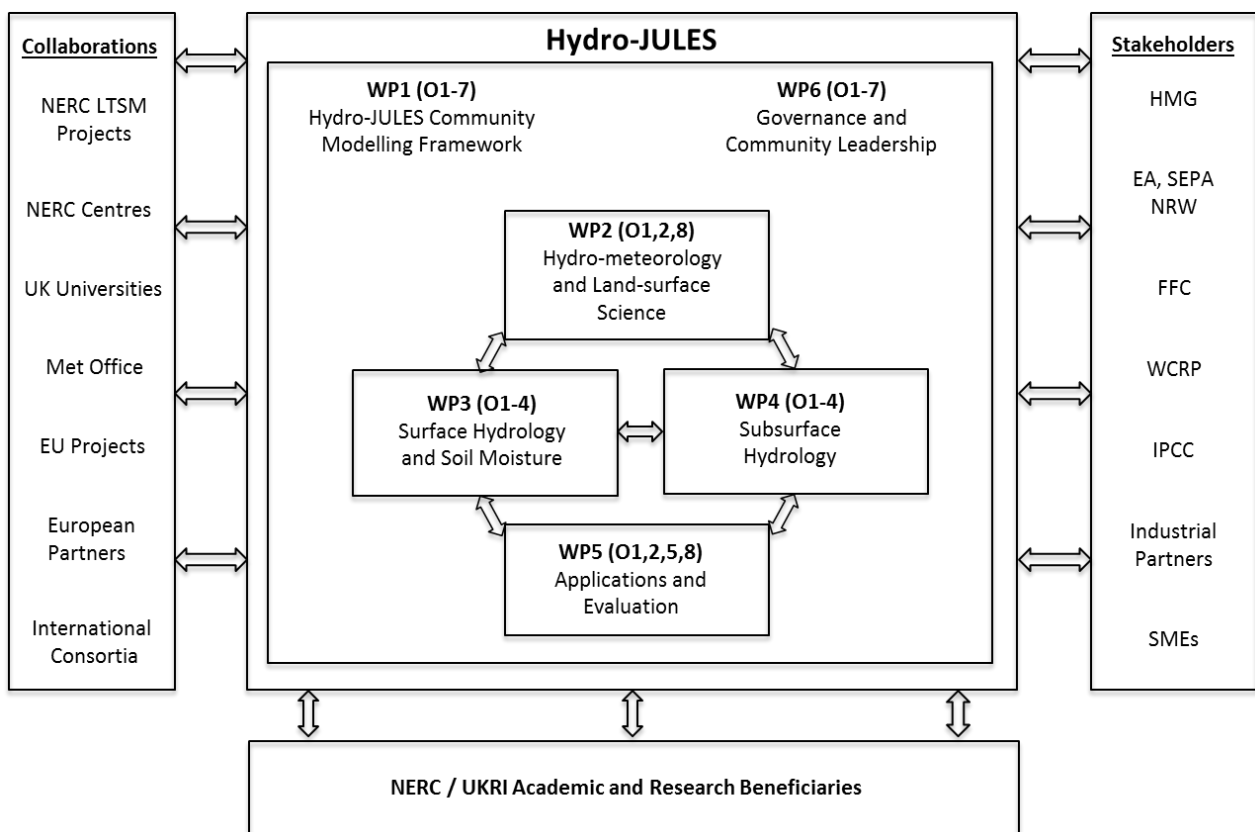 Collaborations
NERC LTSM
Projects
NERC Centres
UK Universities
Met Office
EU Projects
European
Partners
International
Consortia
Hydro-JULES
WP1 (O1-7)
Hydro-JULES Community
Modelling Framework
WP6 (O1-7)
Governance and
Community Leadership
WP2 (O1,2,8)
Hydro-meteorology
and Land-surface
Science
WP3 (O1-4)
Surface Hydrology
and Soil Moisture
WP4 (O1-4)
Subsurface
Hydrology
WP5 (O1,2,5,8)
Applications and
Evaluation
Stakeholders
HMG
EA, SEPA
NRW
FFC
WCRP
IPCC
Industrial
Partners
SMEs
NERC / UKRI Academic and Research Beneficiaries